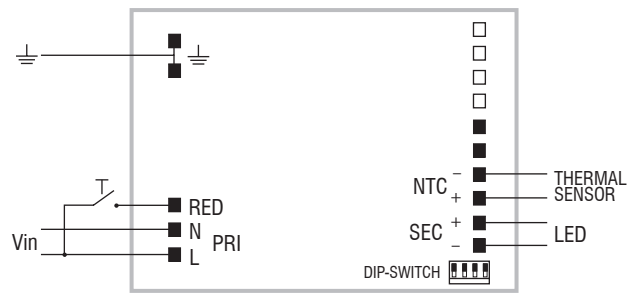 NTC
−
+
THERMAL
SENSOR
RED
N
L
PRI
Vin
SEC
+
−
LED
DIP-SWITCH